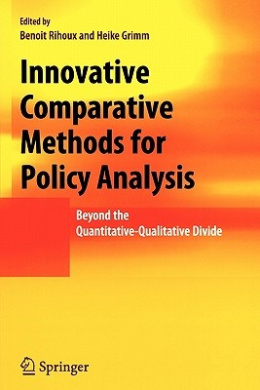 Edited by
Benoît Rihoux and Heike Grimm
Innovative
Comparative
Methods for
Policy Analysis
Beyond the
Quantitative-Qualitative Divide
Springer